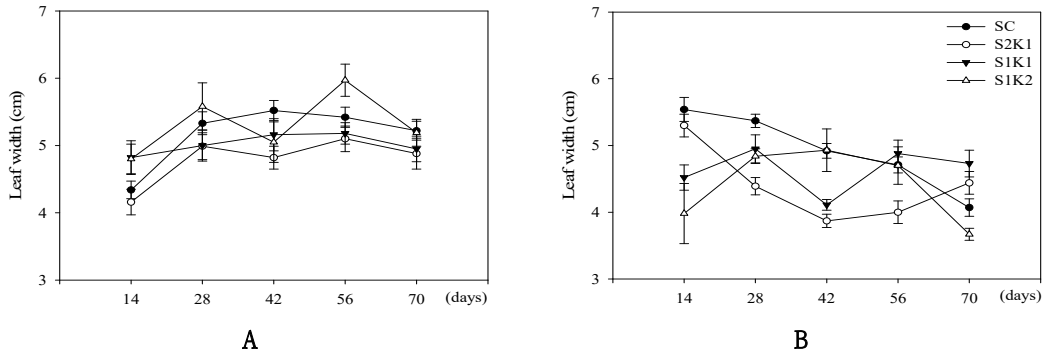 Leaf width (cm)
7
6
5
4
3
14 28 42 56 70 (days)
A
Leaf width (cm)
7
6
5
4
3
SC
S2K1
S1K1
S1K2
14 28 42 56 70 (days)
B